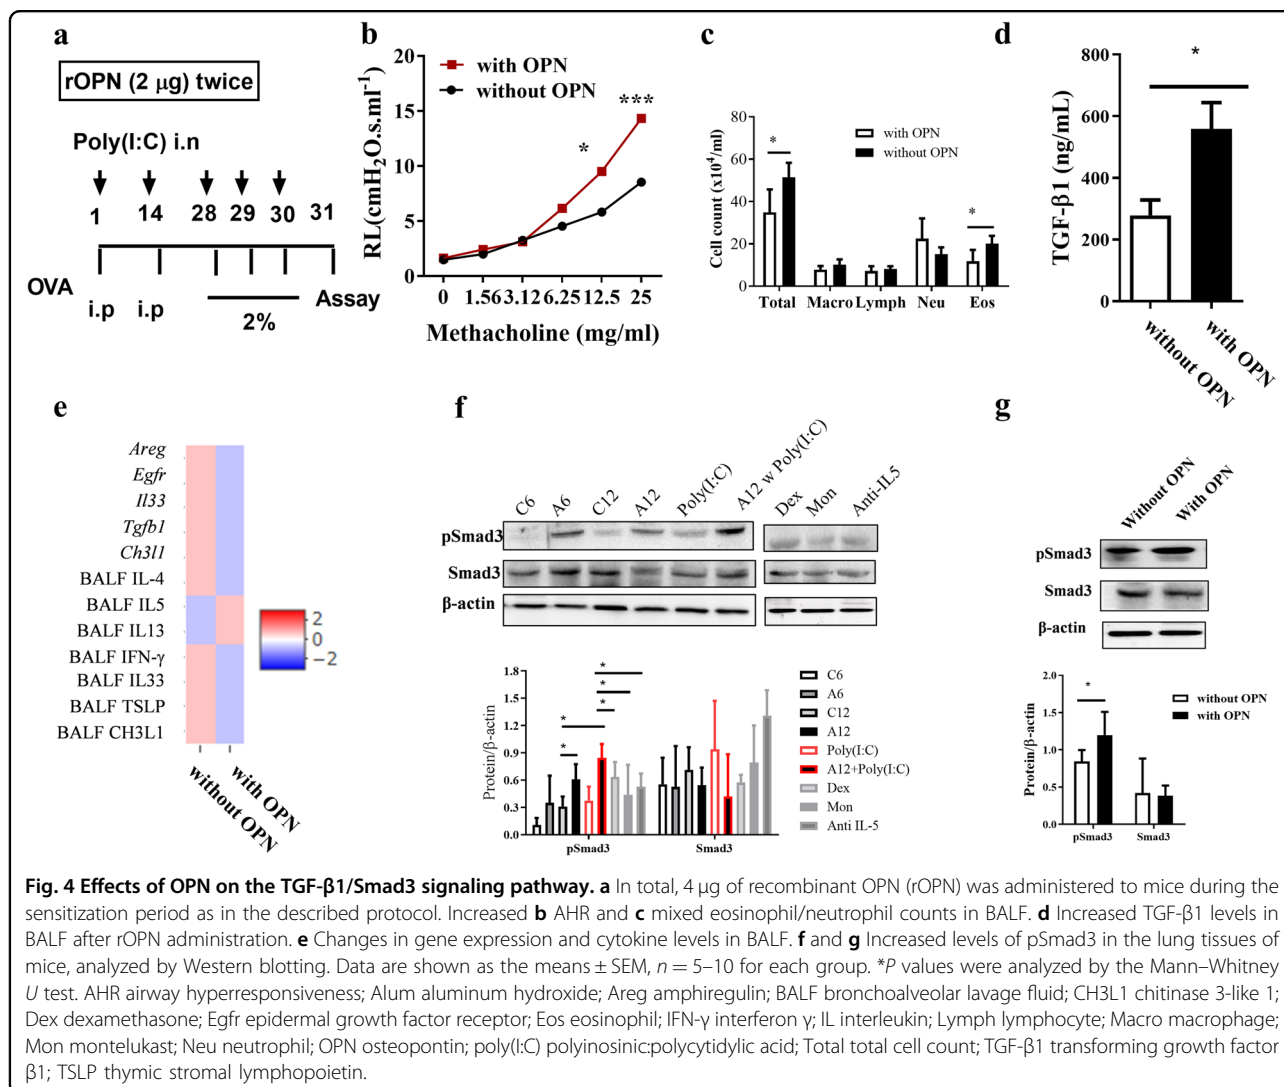 a
rOPN (2 μg) twice
Poly(I:C) i.n
1 14 28 29 30 31
OVA
i.p i.p
2%
Assay
b
RL(cmH2O.s.ml-1)
20
15
10
5
0
with OPN
without OPN
*
***
0 1.56 3.12 6.25 12.5 25
Methacholine (mg/ml)
c
Cell count (x10⁴/ml)
80
60
40
20
0
with OPN
without OPN
*
*
Total Macro Lymph Neu Eos
d
TGF-β1 (ng/mL)
800
600
400
200
0
*
without OPN
with OPN
e
Areg
Egfr
Il33
Tgfb1
Ch3l1
BALF IL-4
BALF IL5
BALF IL13
BALF IFN-γ
BALF IL33
BALF TSLP
BALF CH3L1
without OPN
with OPN
2
0
−2
f
C6 A6 C12 A12 Poly(I:C) A12 w Poly(I:C) Dex Mon Anti-IL5
pSmad3
Smad3
β-actin
Protein/β-actin
1.8
1.5
1.2
0.9
0.6
0.3
0.0
* * * * *
pSmad3 Smad3
C6
A6
C12
A12
Poly(I:C)
A12+Poly(I:C)
Dex
Mon
Anti IL-5
g
Without OPN
With OPN
pSmad3
Smad3
β-actin
Protein/β-actin
2.0
1.5
1.0
0.5
0.0
*
without OPN
with OPN
pSmad3 Smad3
Fig. 4 Effects of OPN on the TGF-β1/Smad3 signaling pathway. a In total, 4 μg of recombinant OPN (rOPN) was administered to mice during the
sensitization period as in the described protocol. Increased b AHR and c mixed eosinophil/neutrophil counts in BALF. d Increased TGF-β1 levels in
BALF after rOPN administration. e Changes in gene expression and cytokine levels in BALF. f and g Increased levels of pSmad3 in the lung tissues of
mice, analyzed by Western blotting. Data are shown as the means ± SEM, n = 5–10 for each group. *P values were analyzed by the Mann–Whitney
U test. AHR airway hyperresponsiveness; Alum aluminum hydroxide; Areg amphiregulin; BALF bronchoalveolar lavage fluid; CH3L1 chitinase 3-like 1;
Dex dexamethasone; Egfr epidermal growth factor receptor; Eos eosinophil; IFN-γ interferon γ; IL interleukin; Lymph lymphocyte; Macro macrophage;
Mon montelukast; Neu neutrophil; OPN osteopontin; poly(I:C) polyinosinic:polycytidylic acid; Total total cell count; TGF-β1 transforming growth factor
β1; TSLP thymic stromal lymphopoietin.